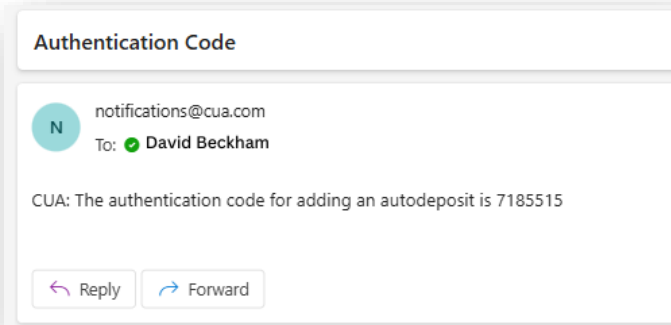 Authentication Code
N
notifications@cua.com
To: David Beckham
CUA: The authentication code for adding an autodeposit is 7185515
Reply
Forward